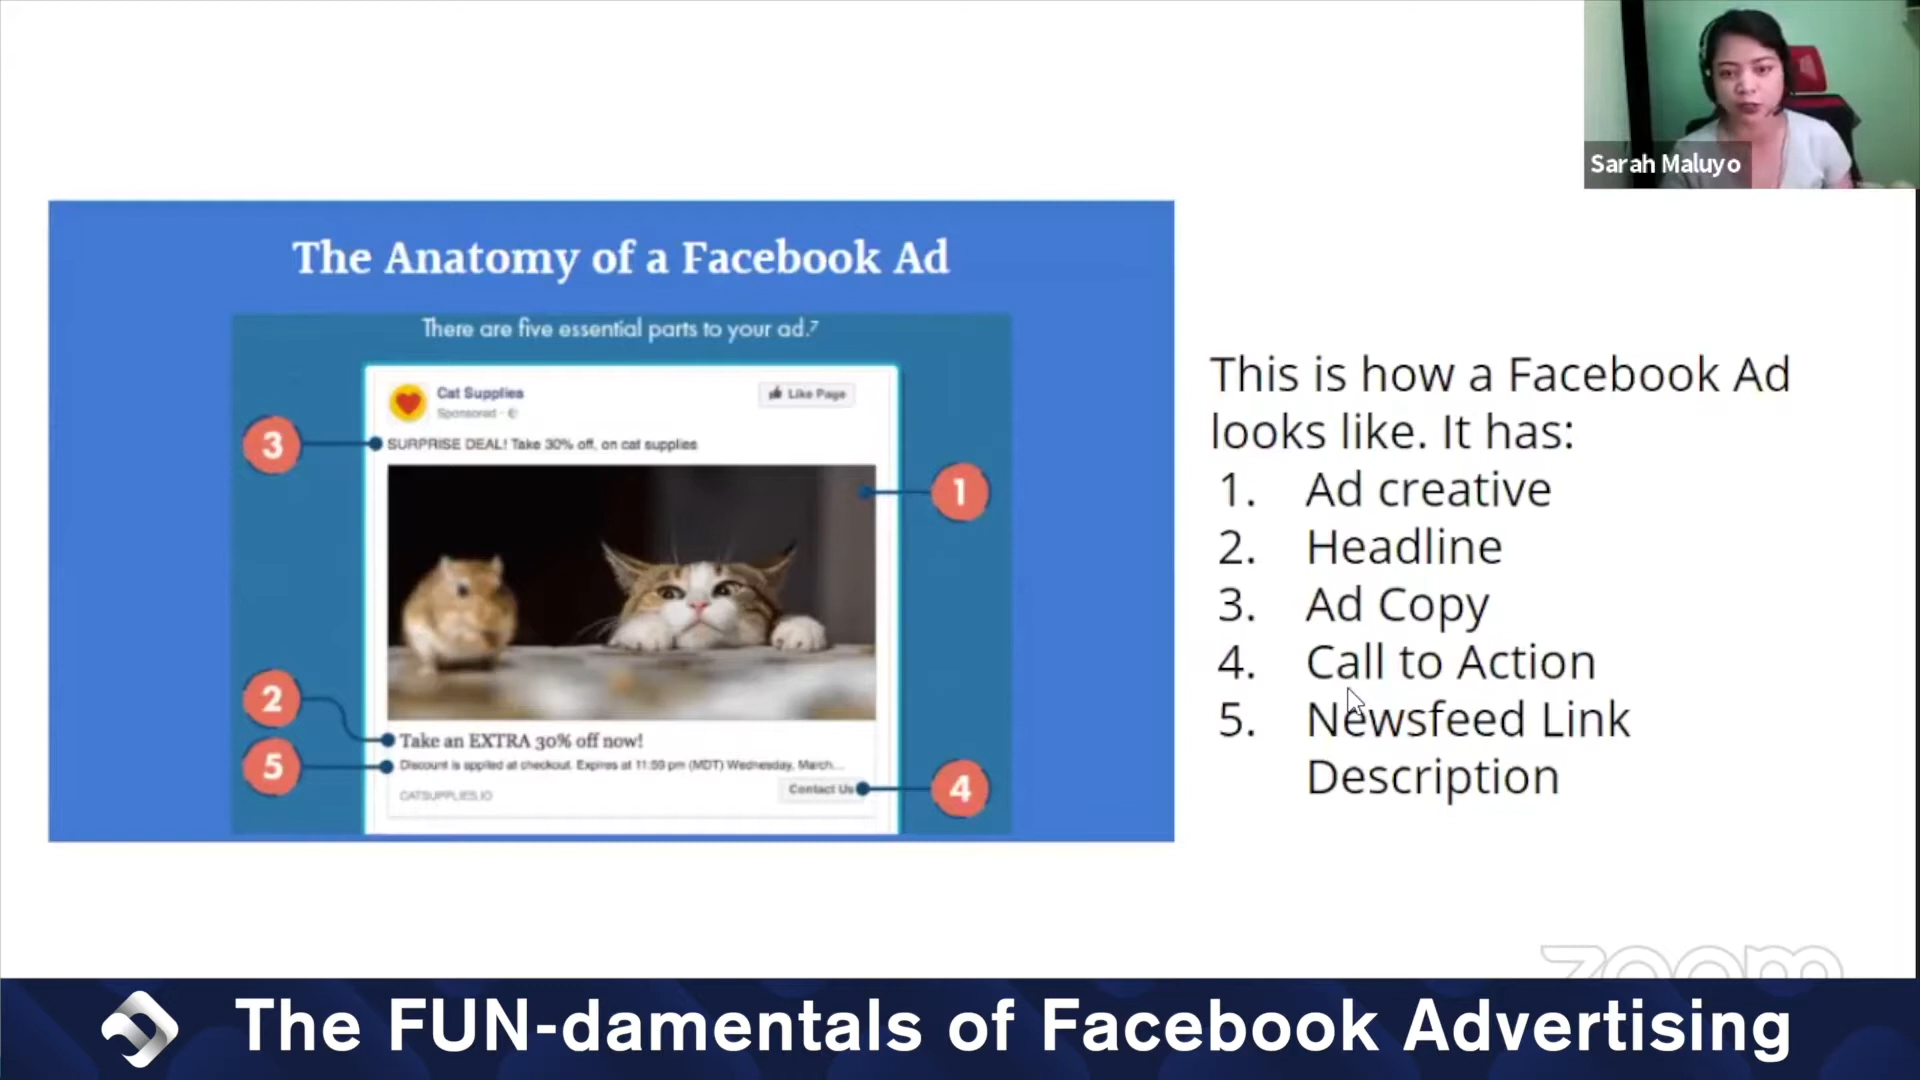 Sarah Maluyo
The Anatomy of a Facebook Ad
There are five essential parts to your ad.7
Cat Supplies
Like Page
Sponsored
3
SURPRISE DEAL! Take 30% off, on cat supplies
1
2
Take an EXTRA 30% off now!
5
Discount is applied at checkout. Expires at 11:59 pm (MDT) Wednesday, March...
CATSUPPLIES.IO
Contact Us
4
This is how a Facebook Ad
looks like. It has:
1. Ad creative
2. Headline
3. Ad Copy
4. Call to Action
5. Newsfeed Link
Description
zoom
The FUN-damentals of Facebook Advertising